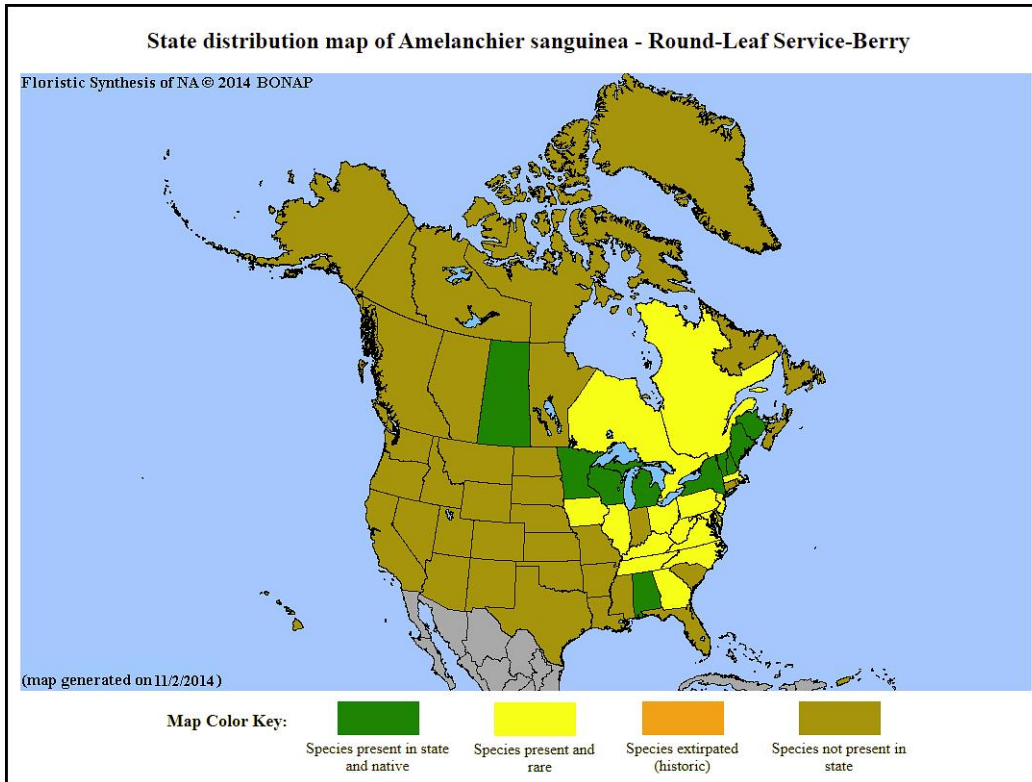 State distribution map of Amelanchier sanguinea - Round-Leaf Service-Berry
Floristic Synthesis of NA © 2014 BONAP
(map generated on 11/2/2014)
Map Color Key:
Species present in state
and native
Species present and
rare
Species extirpated
(historic)
Species not present in
state